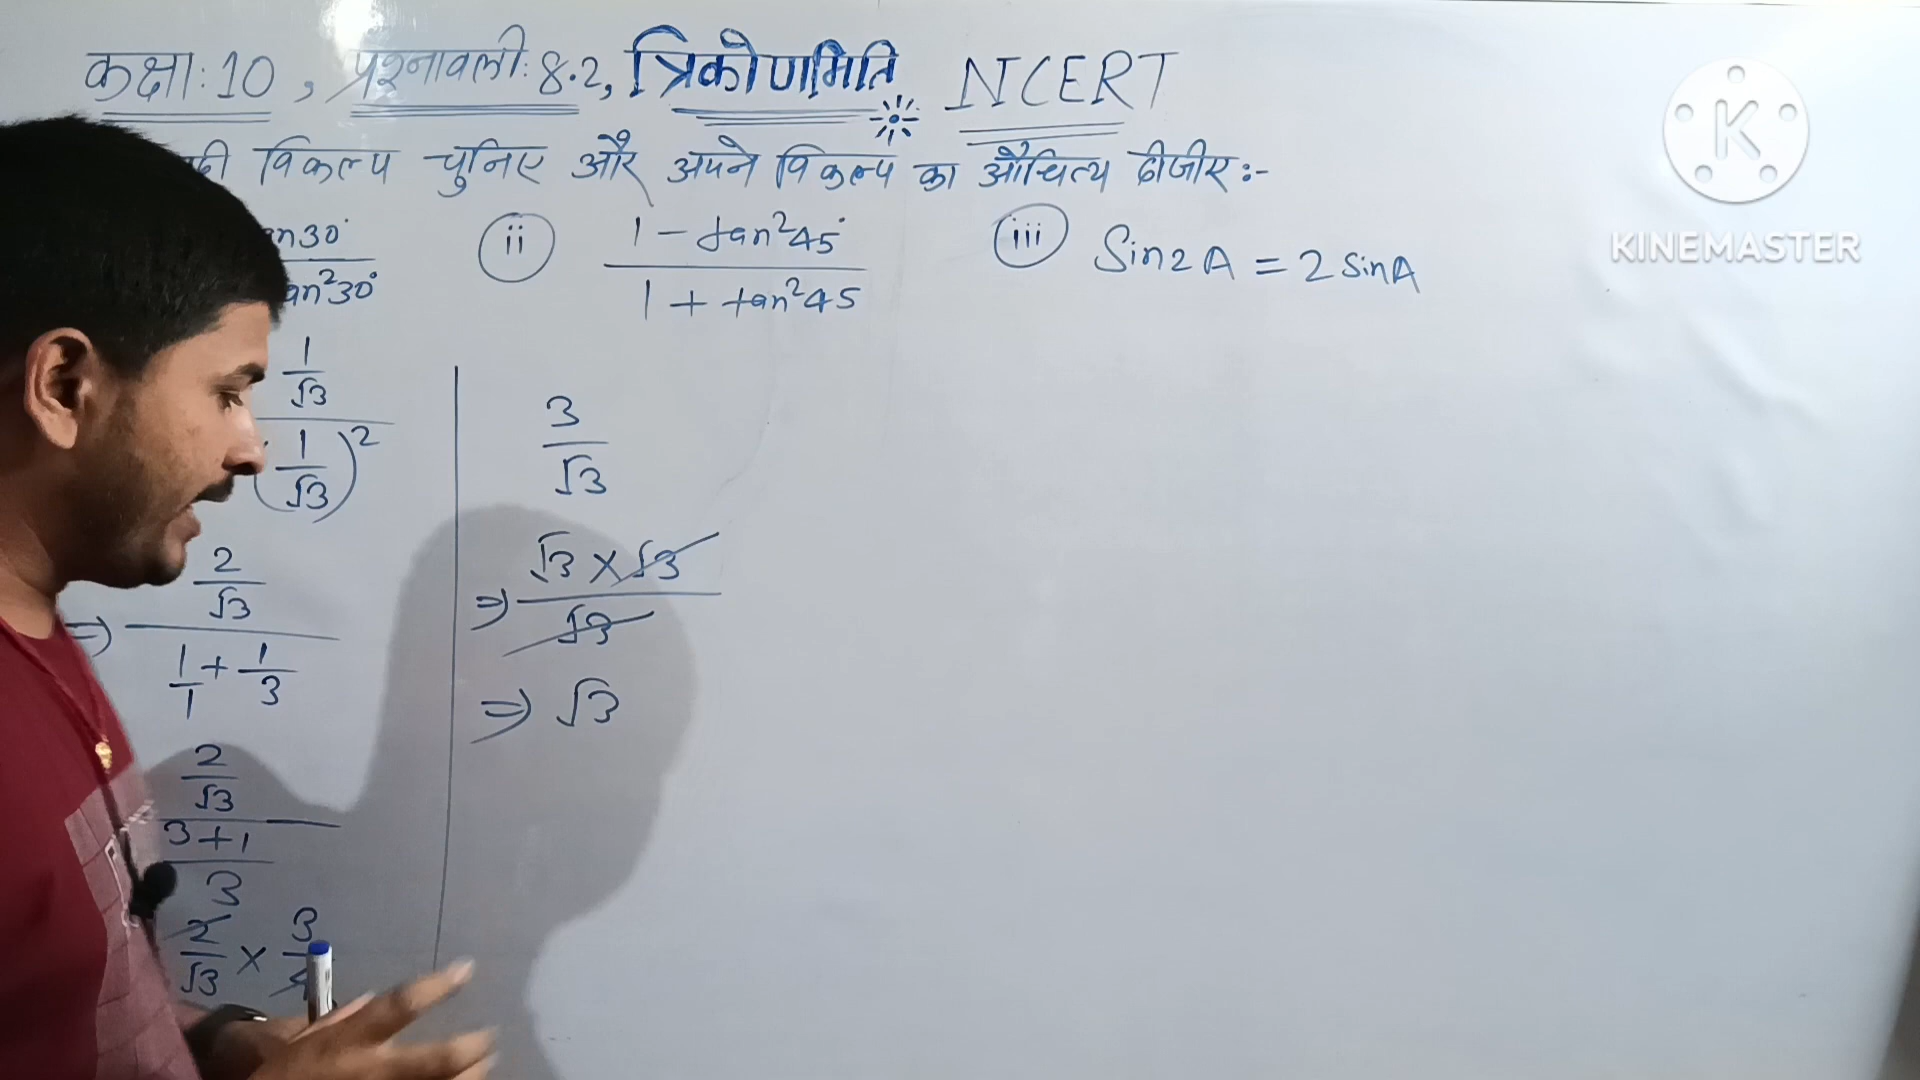 कक्षा: 10, प्रश्नावली: 8.2, त्रिकोणमिति NCERT
विकल्प चुनिए और अपने विकल्प का औचित्य दीजीए:-
an30°
an²30°
ii 1 - tan²45°
1 + tan²45
iii Sin2A = 2 sinA
1
√3
(1
√3)²
2
√3
=> 1/1 + 1/3
2
√3
3+1
3
2/√3 × 3
3
√3
=> √3 × √3
√3
=> √3
K
KINEMASTER